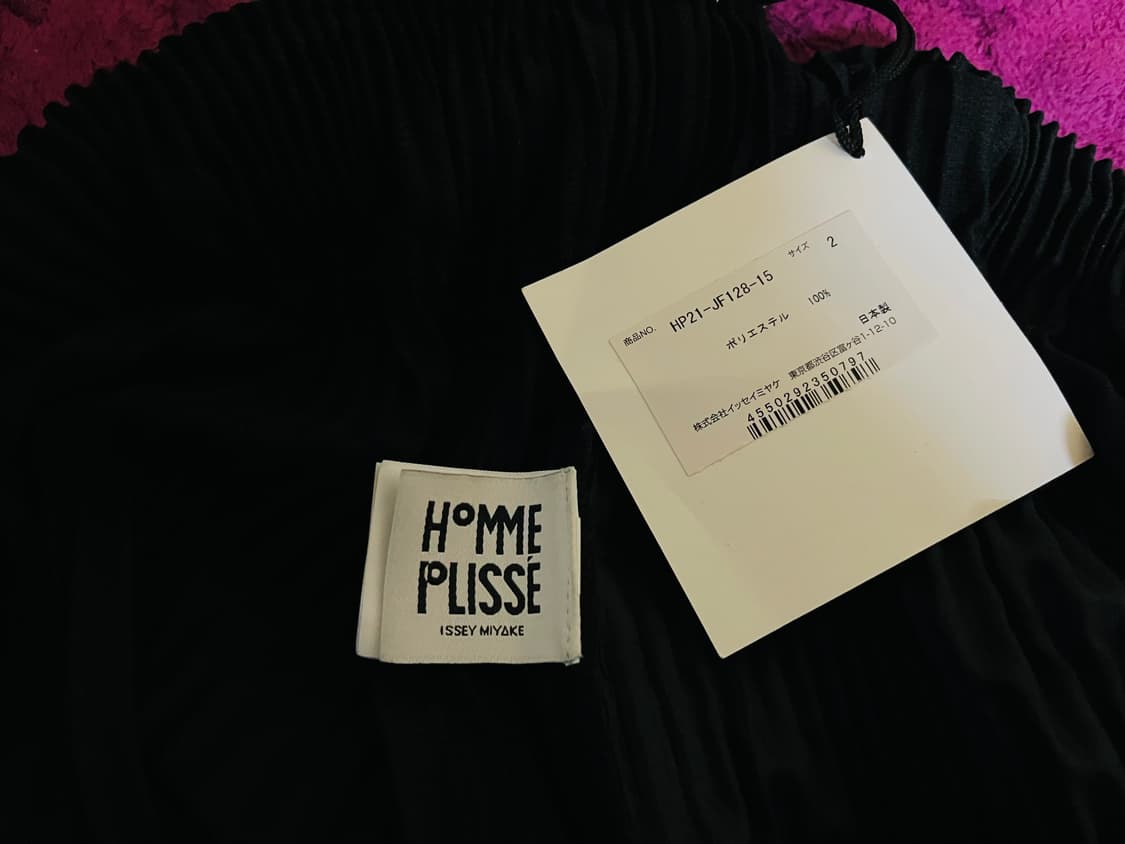 商品NO. HP21-JF128-15 サイズ 2
ポリエステル 100%
日本製
株式会社イッセイミヤケ 東京都渋谷区富ヶ谷1-12-10
4550292350797
HOMME
PLISSÉ
ISSEY MIYAKE